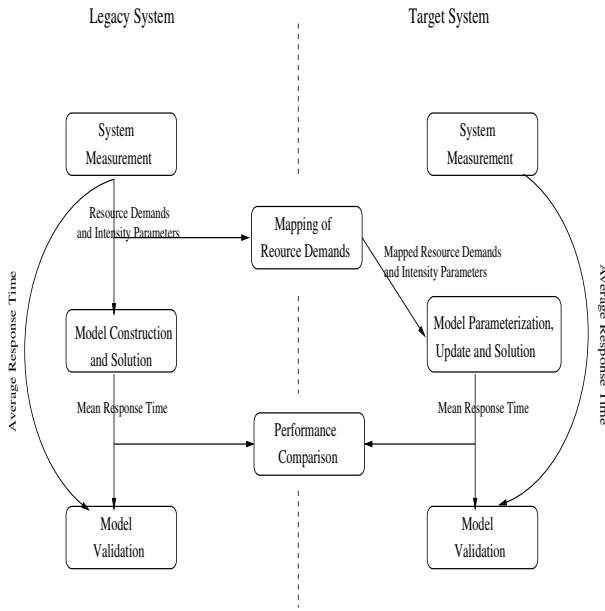 Legacy System
Target System
System
Measurement
System
Measurement
Resource Demands
and Intensity Parameters
Mapping of
Reource Demands
Mapped Resource Demands
and Intensity Parameters
Average Response Time
Average Response Time
Model Construction
and Solution
Model Parameterization,
Update and Solution
Mean Response Time
Mean Response Time
Performance
Comparison
Model
Validation
Model
Validation